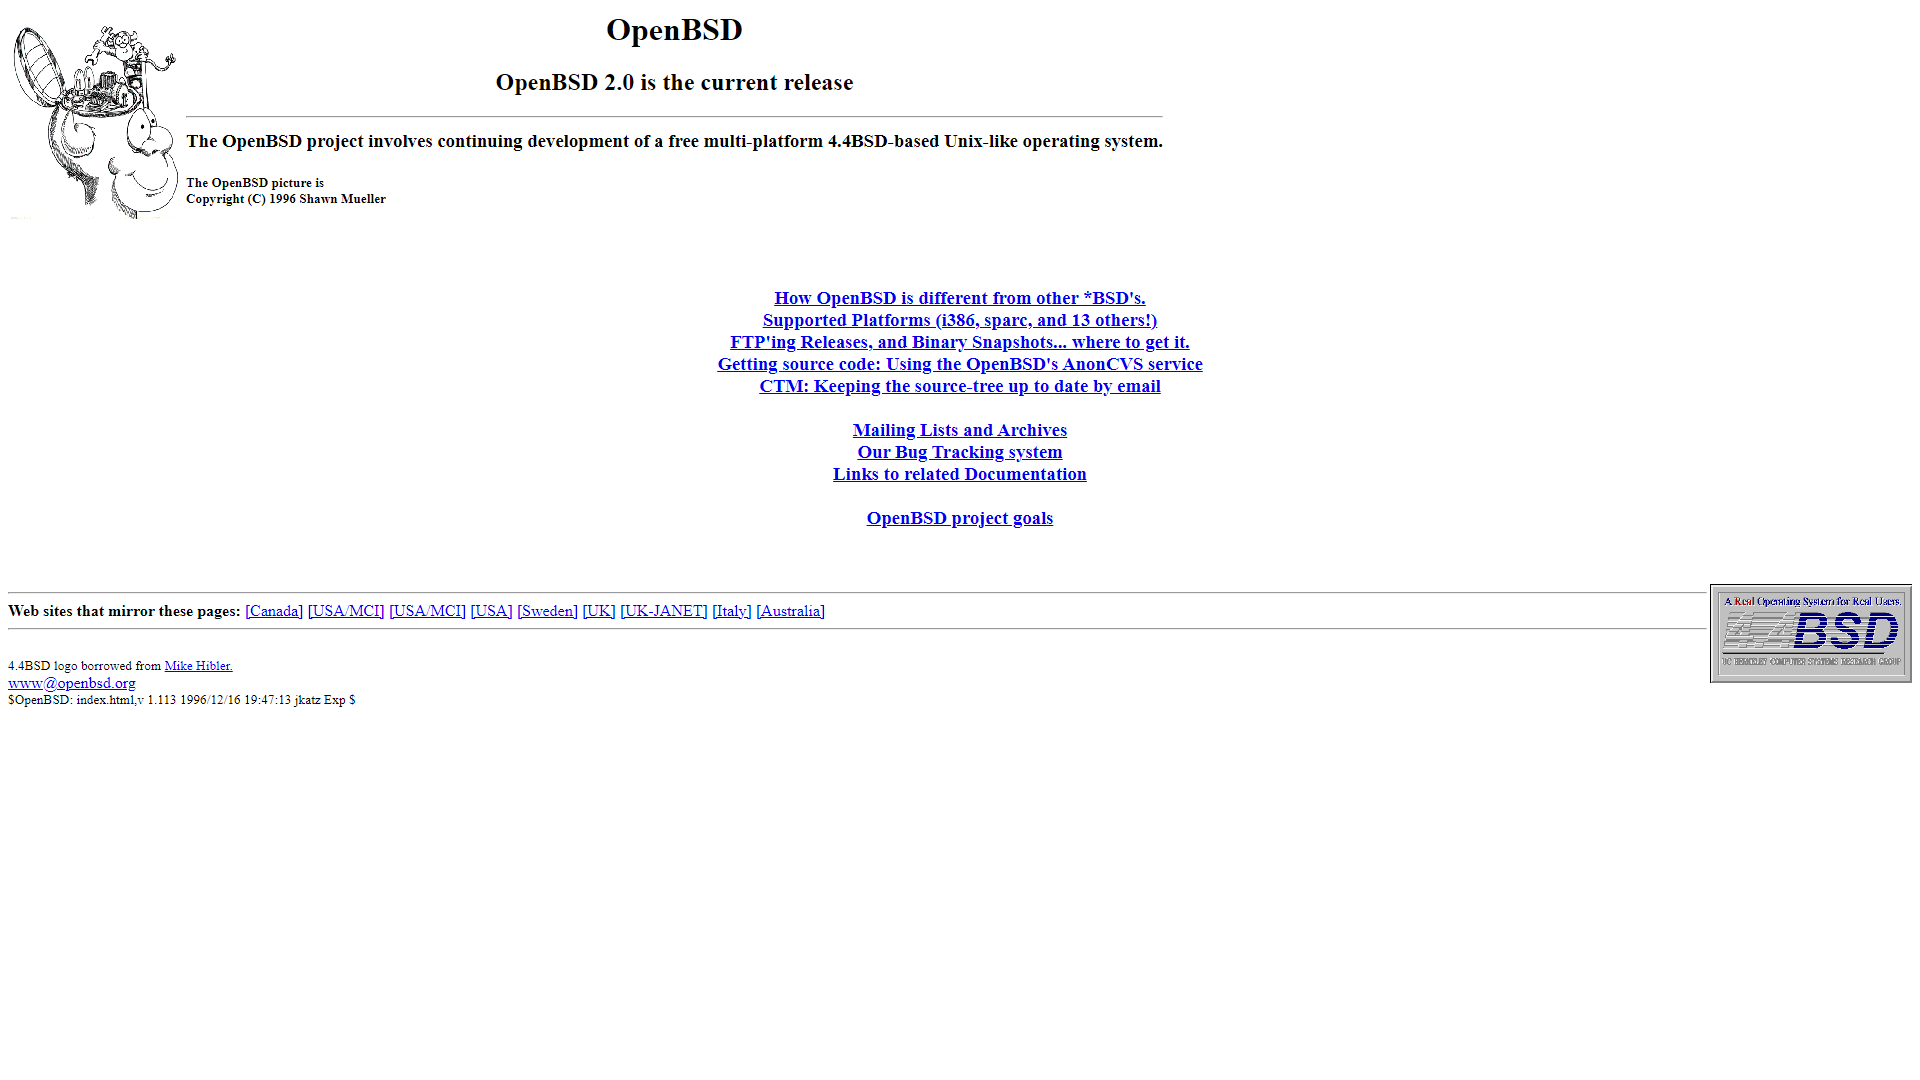 OpenBSD
OpenBSD 2.0 is the current release
The OpenBSD project involves continuing development of a free multi-platform 4.4BSD-based Unix-like operating system.
The OpenBSD picture is
Copyright (C) 1996 Shawn Mueller
How OpenBSD is different from other *BSD's.
Supported Platforms (i386, sparc, and 13 others!)
FTP'ing Releases, and Binary Snapshots... where to get it.
Getting source code: Using the OpenBSD's AnonCVS service
CTM: Keeping the source-tree up to date by email
Mailing Lists and Archives
Our Bug Tracking system
Links to related Documentation
OpenBSD project goals
Web sites that mirror these pages: [Canada] [USA/MCI] [USA/MCI] [USA] [Sweden] [UK] [UK-JANET] [Italy] [Australia]
A Real Operating System for Real Users.
4.4BSD
UC BERKELEY COMPUTER SYSTEMS RESEARCH GROUP
4.4BSD logo borrowed from Mike Hibler.
www@openbsd.org
$OpenBSD: index.html,v 1.113 1996/12/16 19:47:13 jkatz Exp $